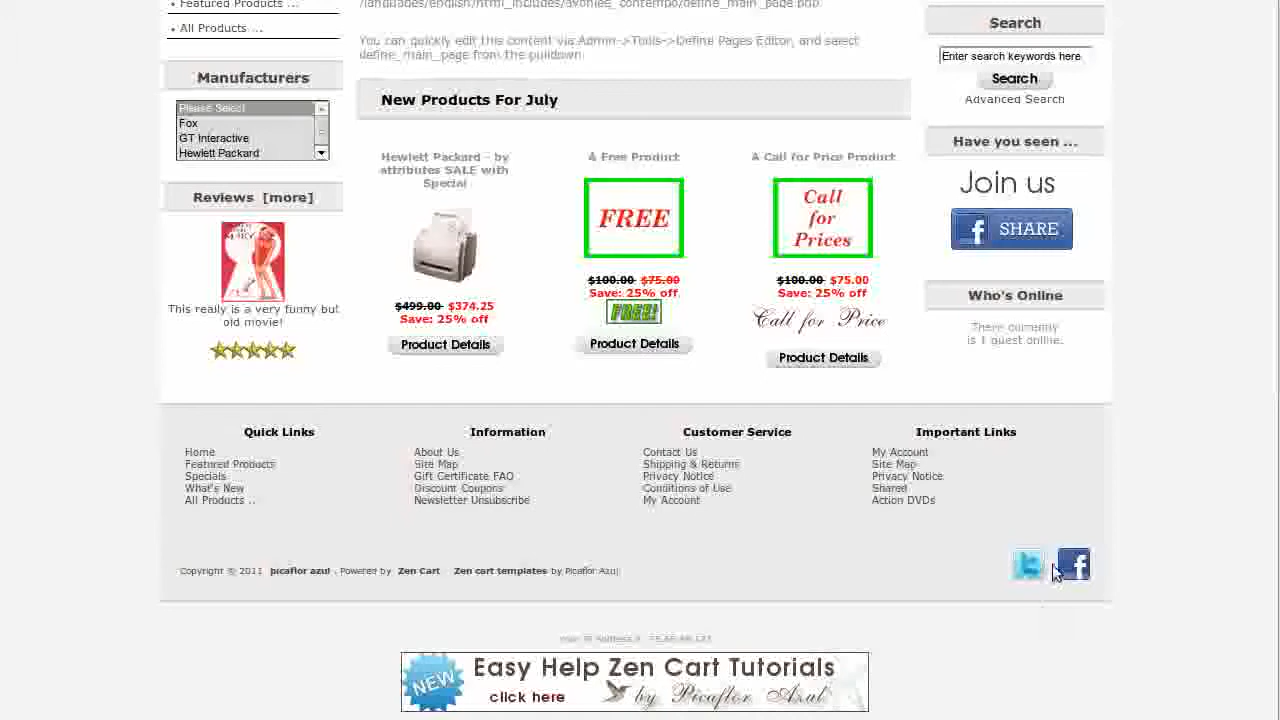 Featured Products ...
All Products ...
Manufacturers
Please Select
Fox
GT Interactive
Hewlett Packard
Reviews [more]
This really is a very funny but
old movie!
/languages/english/html_includes/avonies_contempo/define_main_page.php
You can quickly edit this content via Admin->Tools->Define Pages Editor, and select
define_main_page from the pulldown.
New Products For July
Hewlett Packard - by
attributes SALE with
Special
$499.00 $374.25
Save: 25% off
Product Details
A Free Product
FREE
$100.00 $75.00
Save: 25% off
FREE!
Product Details
A Call for Price Product
Call
for
Prices
$100.00 $75.00
Save: 25% off
Call for Price
Product Details
Search
Enter search keywords here
Search
Advanced Search
Have you seen ...
Join us
f SHARE
Who's Online
There currently
is 1 guest online.
Quick Links
Home
Featured Products
Specials
What's New
All Products ...
Information
About Us
Site Map
Gift Certificate FAQ
Discount Coupons
Newsletter Unsubscribe
Customer Service
Contact Us
Shipping & Returns
Privacy Notice
Conditions of Use
My Account
Important Links
My Account
Site Map
Privacy Notice
Shared
Action DVDs
Copyright © 2011 picaflor azul . Powered by Zen Cart Zen cart templates by Picaflor Azul
t f
NEW
Easy Help Zen Cart Tutorials
click here by Picaflor Azul